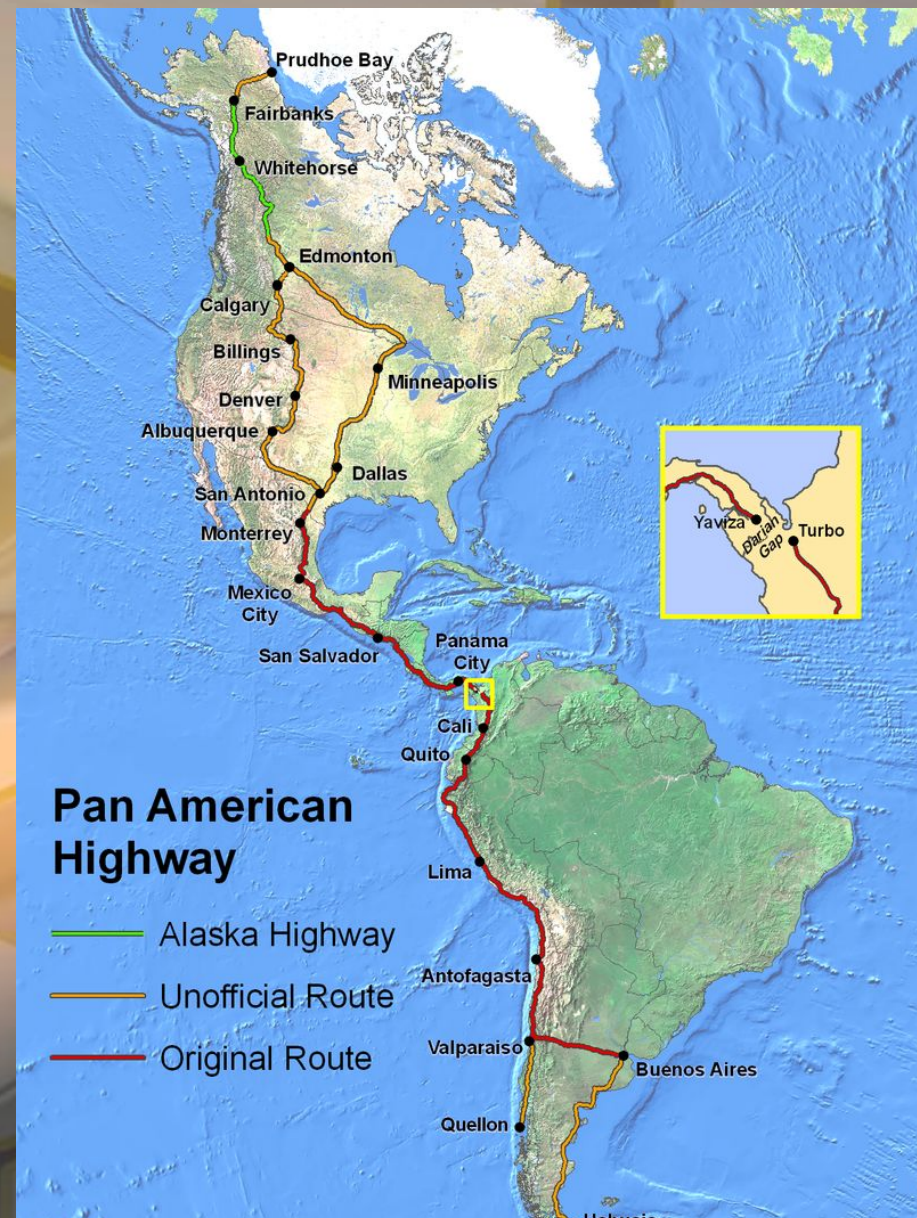 Prudhoe Bay
Fairbanks
Whitehorse
Edmonton
Calgary
Billings
Minneapolis
Denver
Albuquerque
Dallas
San Antonio
Monterrey
Yaviza
Darian
Gap
Turbo
Mexico
City
San Salvador
Panama
City
Cali
Quito
Pan American
Highway
Lima
Alaska Highway
Antofagasta
Unofficial Route
Valparaiso
Original Route
Buenos Aires
Quellon